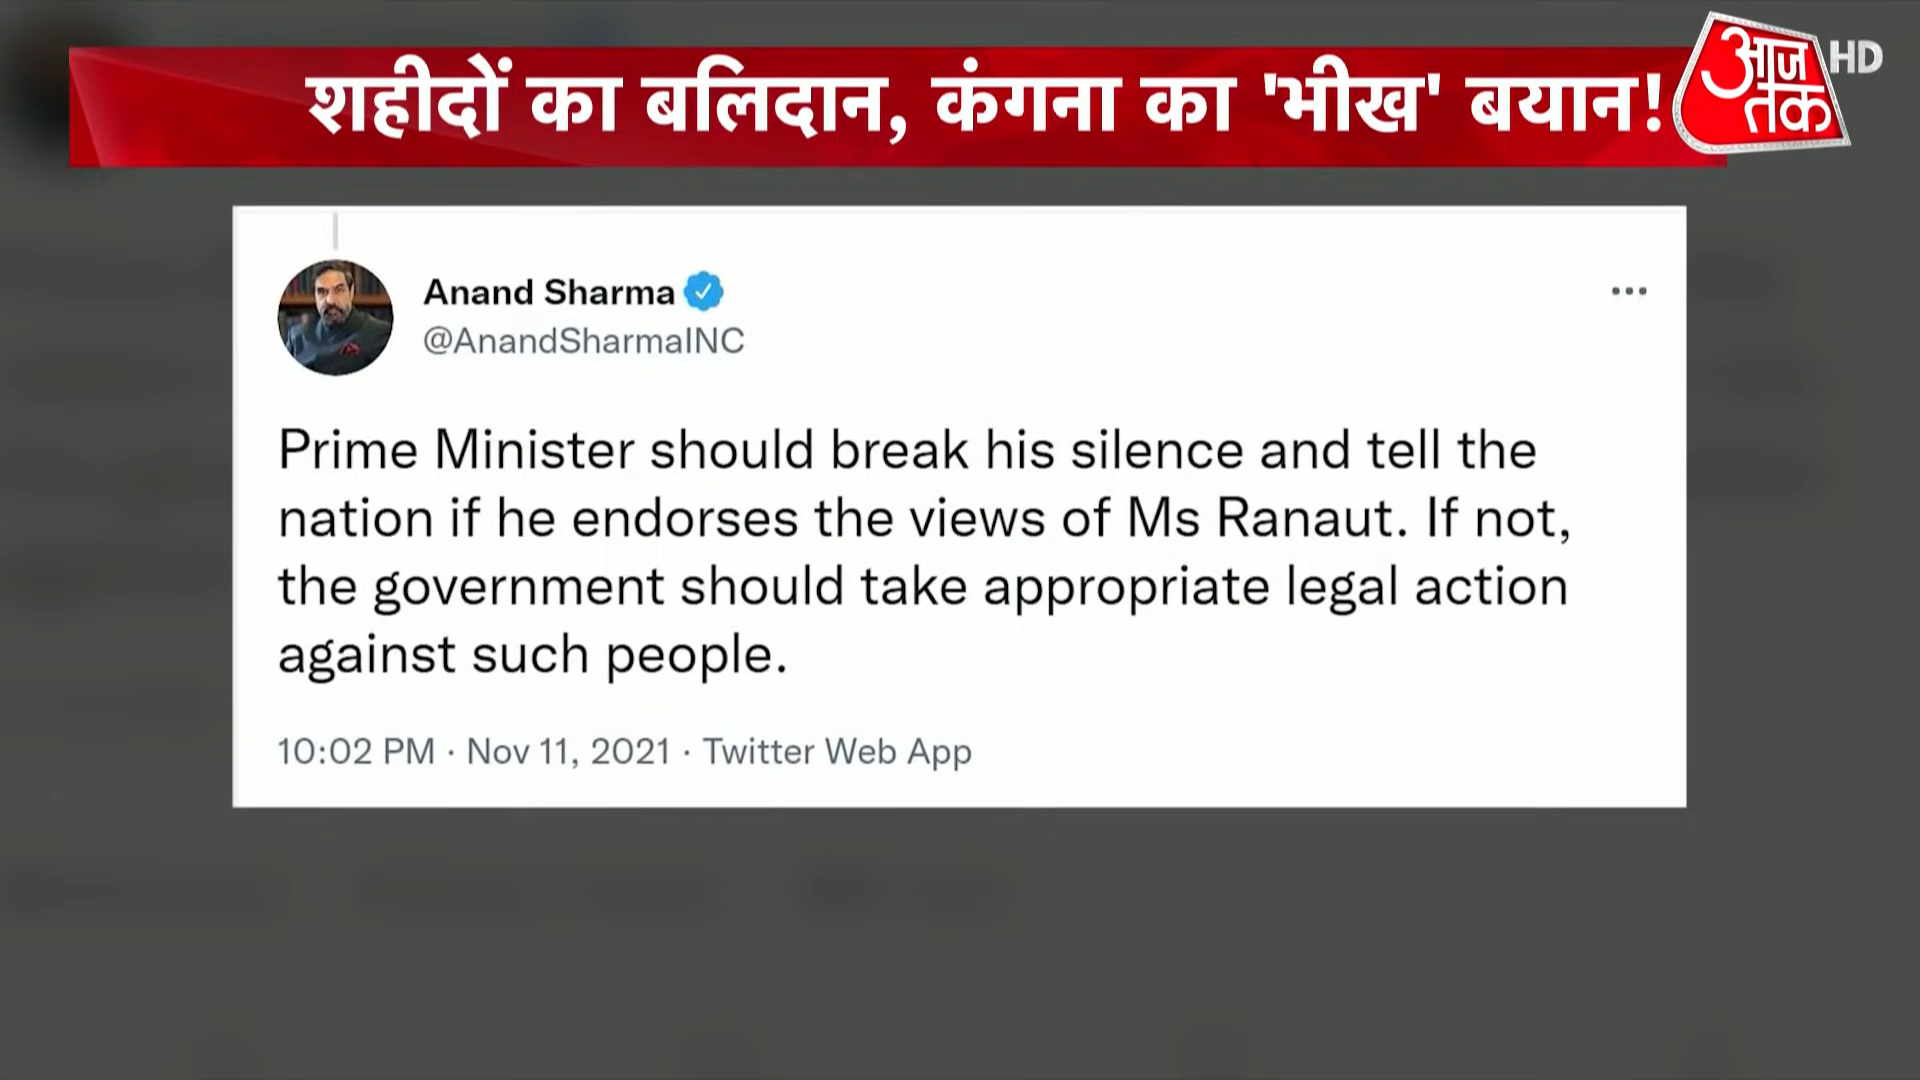 शहीदों का बलिदान, कंगना का 'भीख' बयान!
आज
तक
HD
Anand Sharma
@AnandSharmaINC
Prime Minister should break his silence and tell the
nation if he endorses the views of Ms Ranaut. If not,
the government should take appropriate legal action
against such people.
10:02 PM · Nov 11, 2021 · Twitter Web App